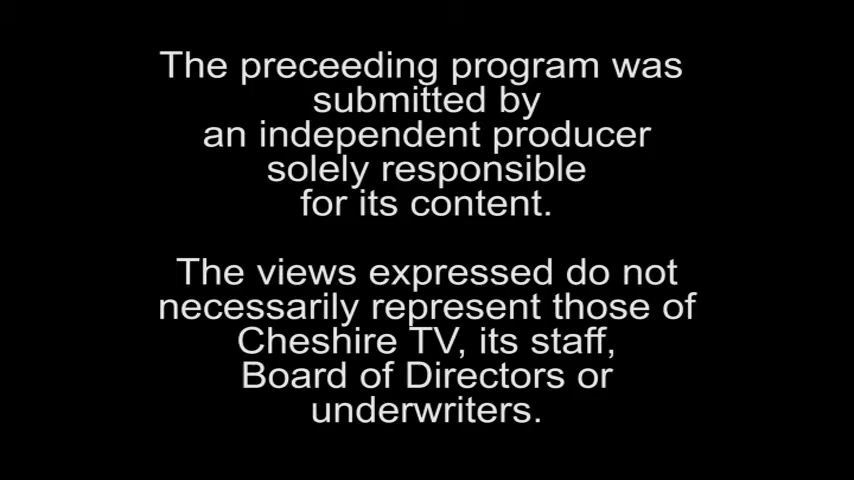 The preceeding program was
submitted by
an independent producer
solely responsible
for its content.
The views expressed do not
necessarily represent those of
Cheshire TV, its staff,
Board of Directors or
underwriters.